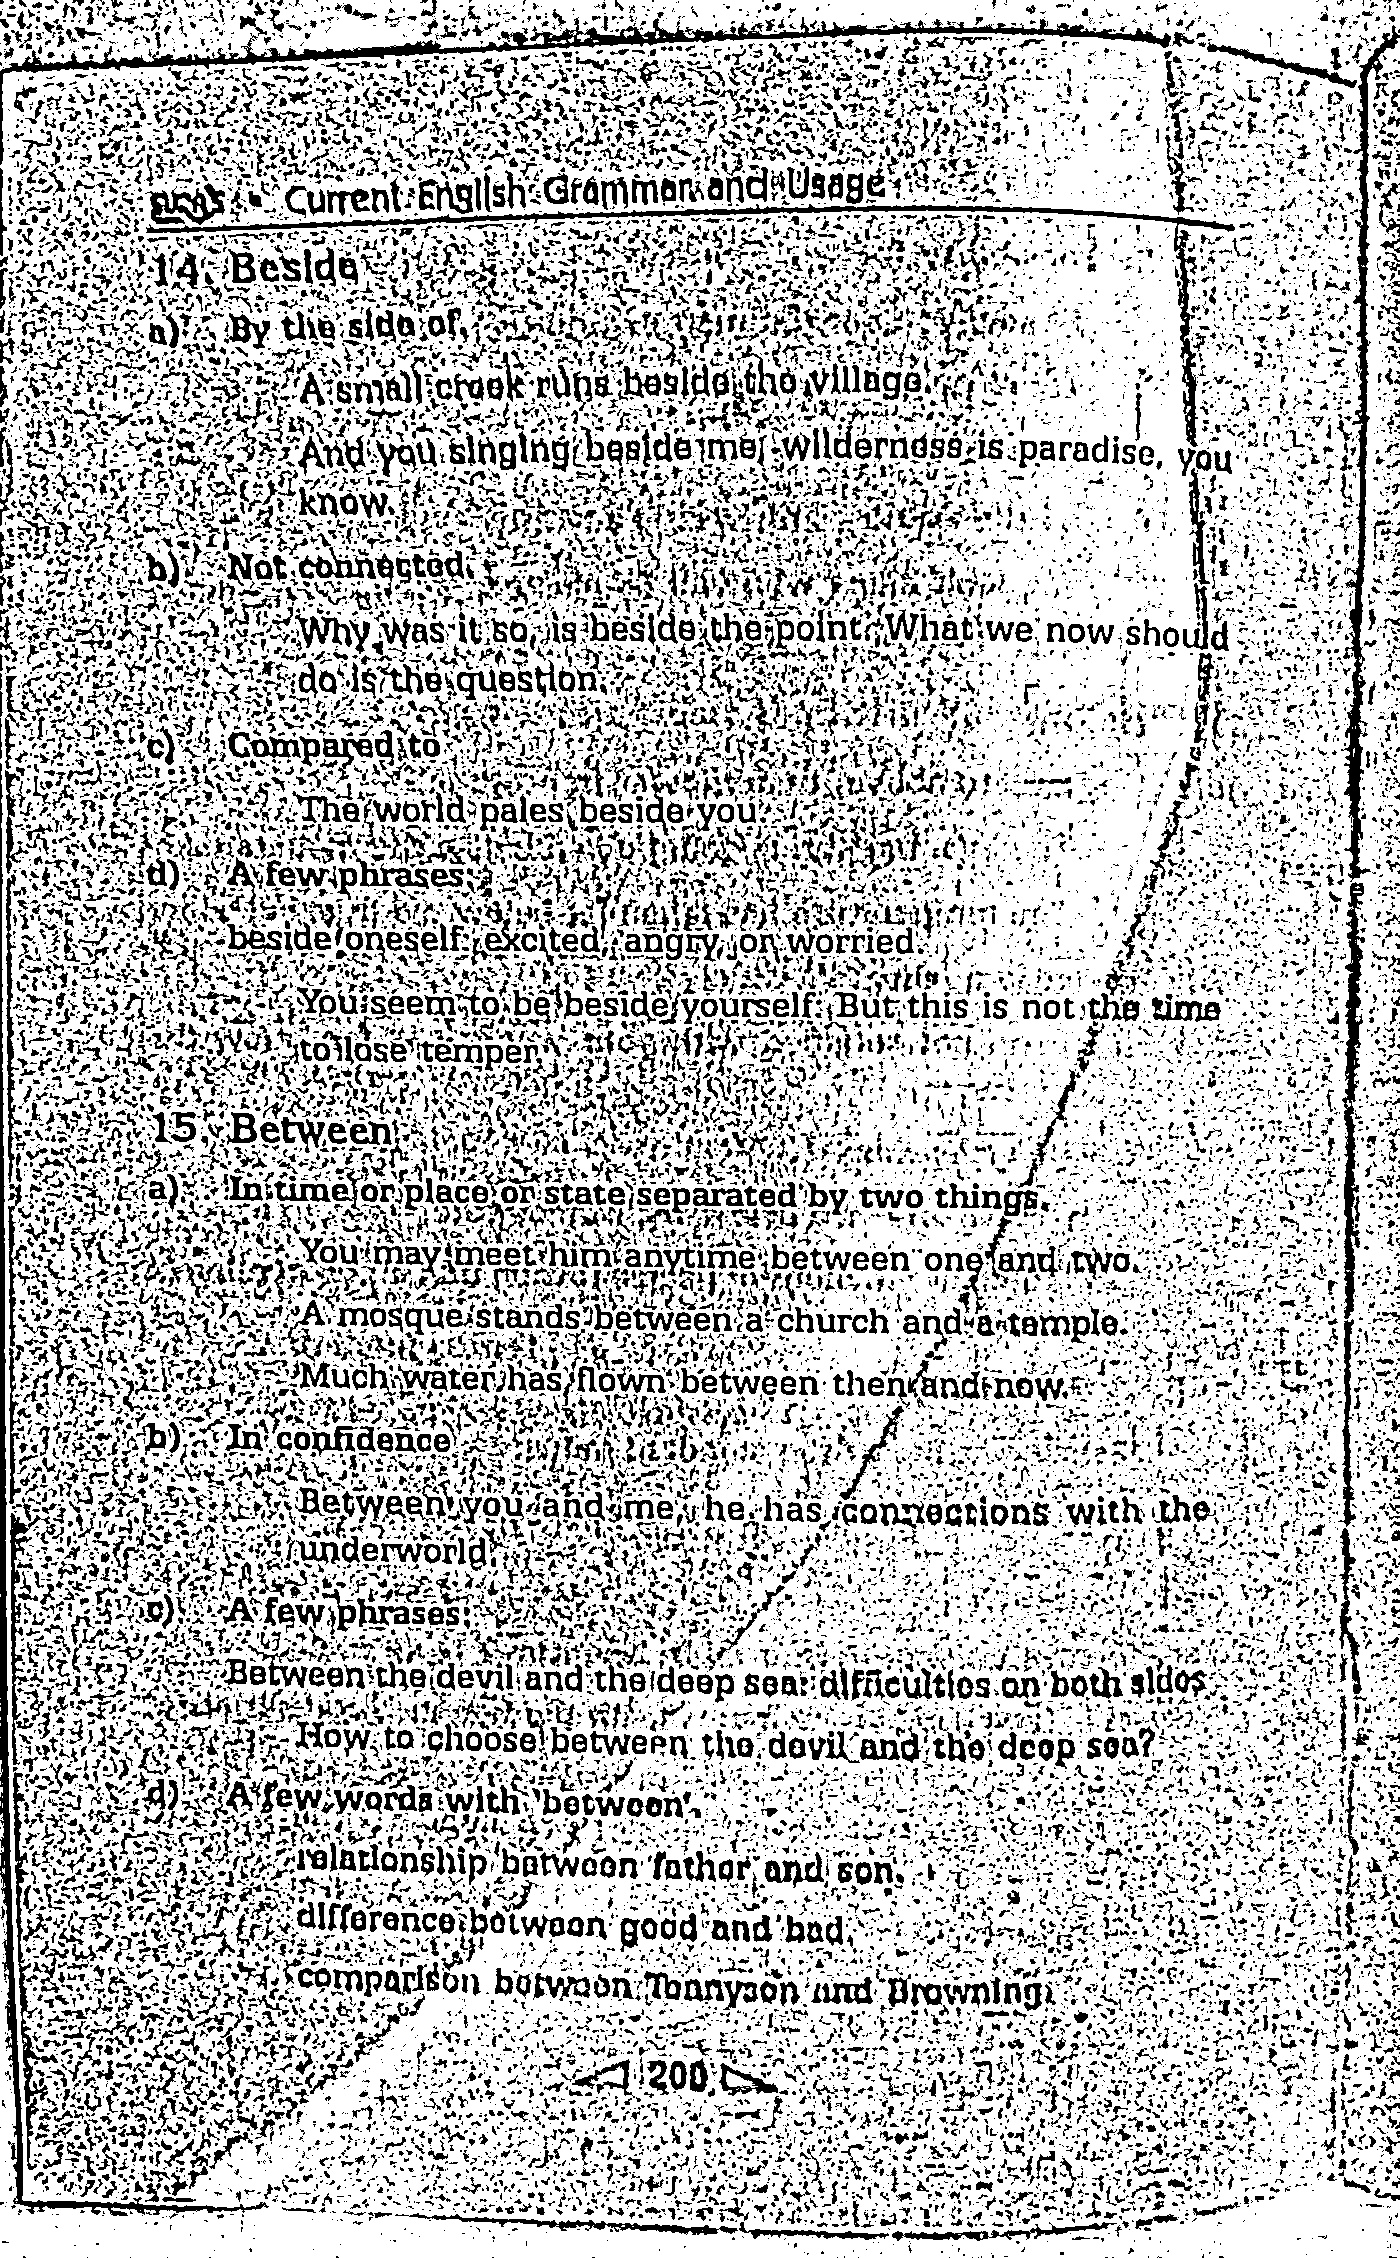 Current English Grammar and Usage
14. Beside
a) By the side of.
A small creek runs beside the village.
And you singing beside me, wilderness is paradise, you
know.
b) Not connected.
Why was it so, is beside the point. What we now should
do is the question.
c) Compared to
The world pales beside you.
d) A few phrases:
beside oneself: excited, angry, or worried.
You seem to be beside yourself. But this is not the time
to lose temper.
15. Between
a) In time or place or state separated by two things.
You may meet him anytime between one and two.
A mosque stands between a church and a temple.
Much water has flown between then and now.
b) In confidence
Between you and me, he has connections with the
underworld.
c) A few phrases:
Between the devil and the deep sea: difficulties on both sides
How to choose between the devil and the deep sea?
d) A few words with 'between'.
relationship between father and son.
difference between good and bad.
comparison between Tennyson and Browning.
200